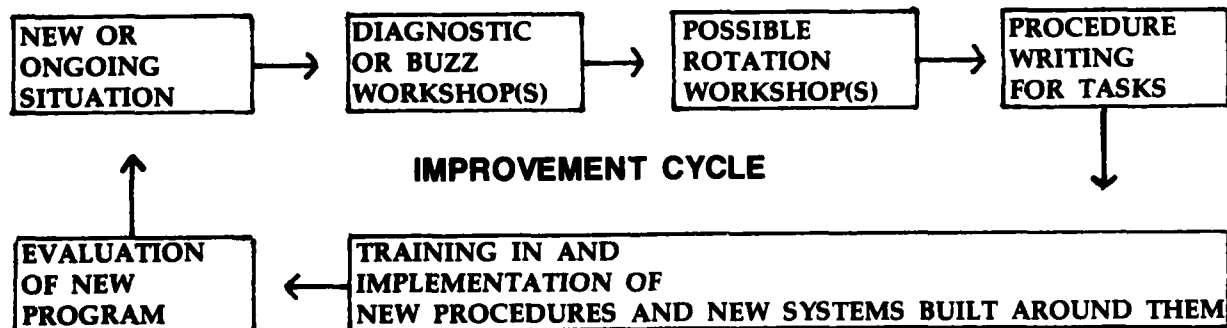 NEW OR
ONGOING
SITUATION
DIAGNOSTIC
OR BUZZ
WORKSHOP(S)
POSSIBLE
ROTATION
WORKSHOP(S)
PROCEDURE
WRITING
FOR TASKS
IMPROVEMENT CYCLE
TRAINING IN AND
IMPLEMENTATION OF
NEW PROCEDURES AND NEW SYSTEMS BUILT AROUND THEM
EVALUATION
OF NEW
PROGRAM